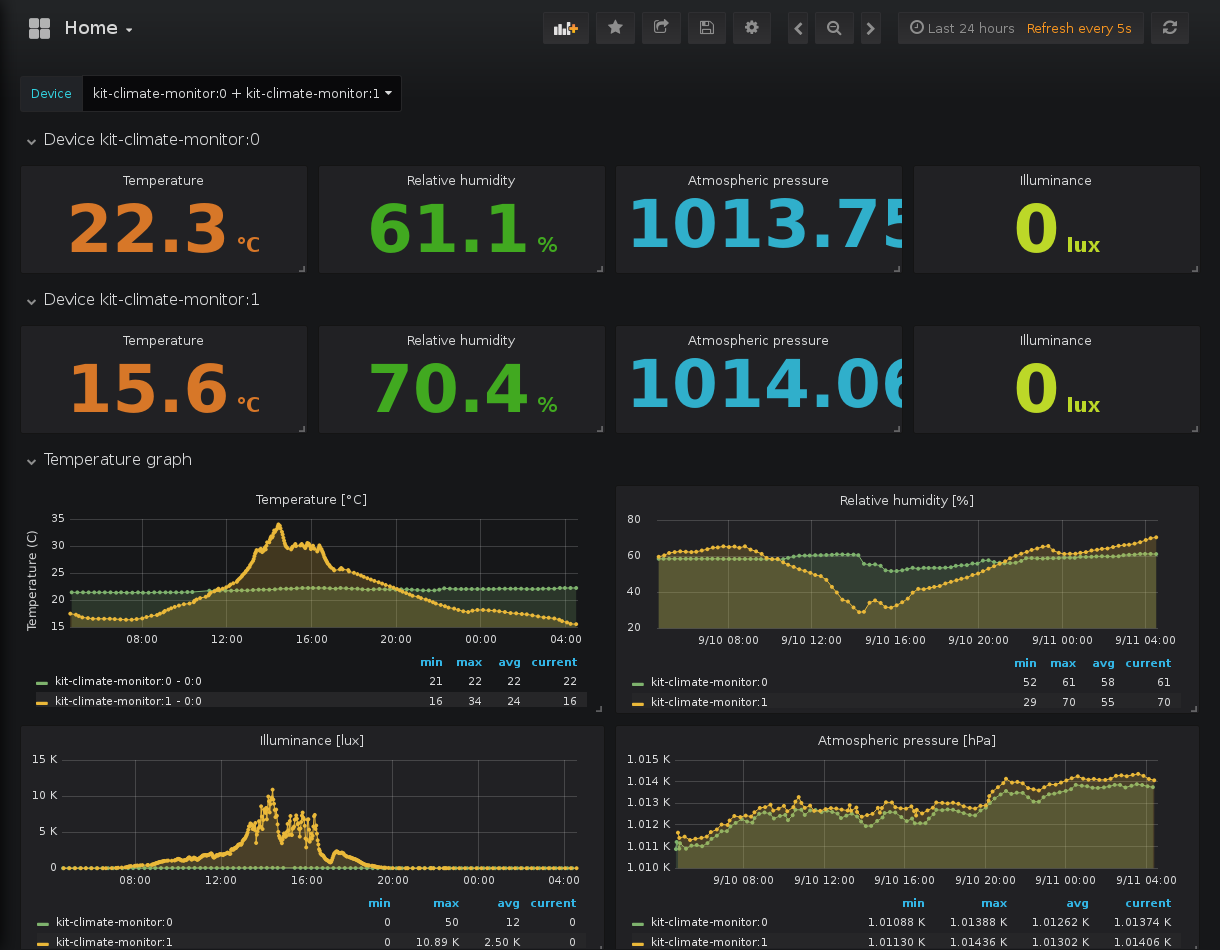 Home
Last 24 hours Refresh every 5s
Device kit-climate-monitor:0 + kit-climate-monitor:1
Device kit-climate-monitor:0
Temperature Relative humidity Atmospheric pressure Illuminance
22.3 °C 61.1 % 1013.75 0 lux
Device kit-climate-monitor:1
Temperature Relative humidity Atmospheric pressure Illuminance
15.6 °C 70.4 % 1014.06 0 lux
Temperature graph
Temperature [°C]
Temperature (C)
35
30
25
20
15
08:00 12:00 16:00 20:00 00:00 04:00
min max avg current
kit-climate-monitor:0 - 0:0 21 22 22 22
kit-climate-monitor:1 - 0:0 16 34 24 16
Relative humidity [%]
80
60
40
20
9/10 08:00 9/10 12:00 9/10 16:00 9/10 20:00 9/11 00:00 9/11 04:00
min max avg current
kit-climate-monitor:0 52 61 58 61
kit-climate-monitor:1 29 70 55 70
Illuminance [lux]
15 K
10 K
5 K
0
08:00 12:00 16:00 20:00 00:00 04:00
min max avg current
kit-climate-monitor:0 0 50 12 0
kit-climate-monitor:1 0 10.89 K 2.50 K 0
Atmospheric pressure [hPa]
1.015 K
1.014 K
1.013 K
1.012 K
1.011 K
1.010 K
9/10 08:00 9/10 12:00 9/10 16:00 9/10 20:00 9/11 00:00 9/11 04:00
min max avg current
kit-climate-monitor:0 1.01088 K 1.01388 K 1.01262 K 1.01374 K
kit-climate-monitor:1 1.01130 K 1.01436 K 1.01302 K 1.01406 K